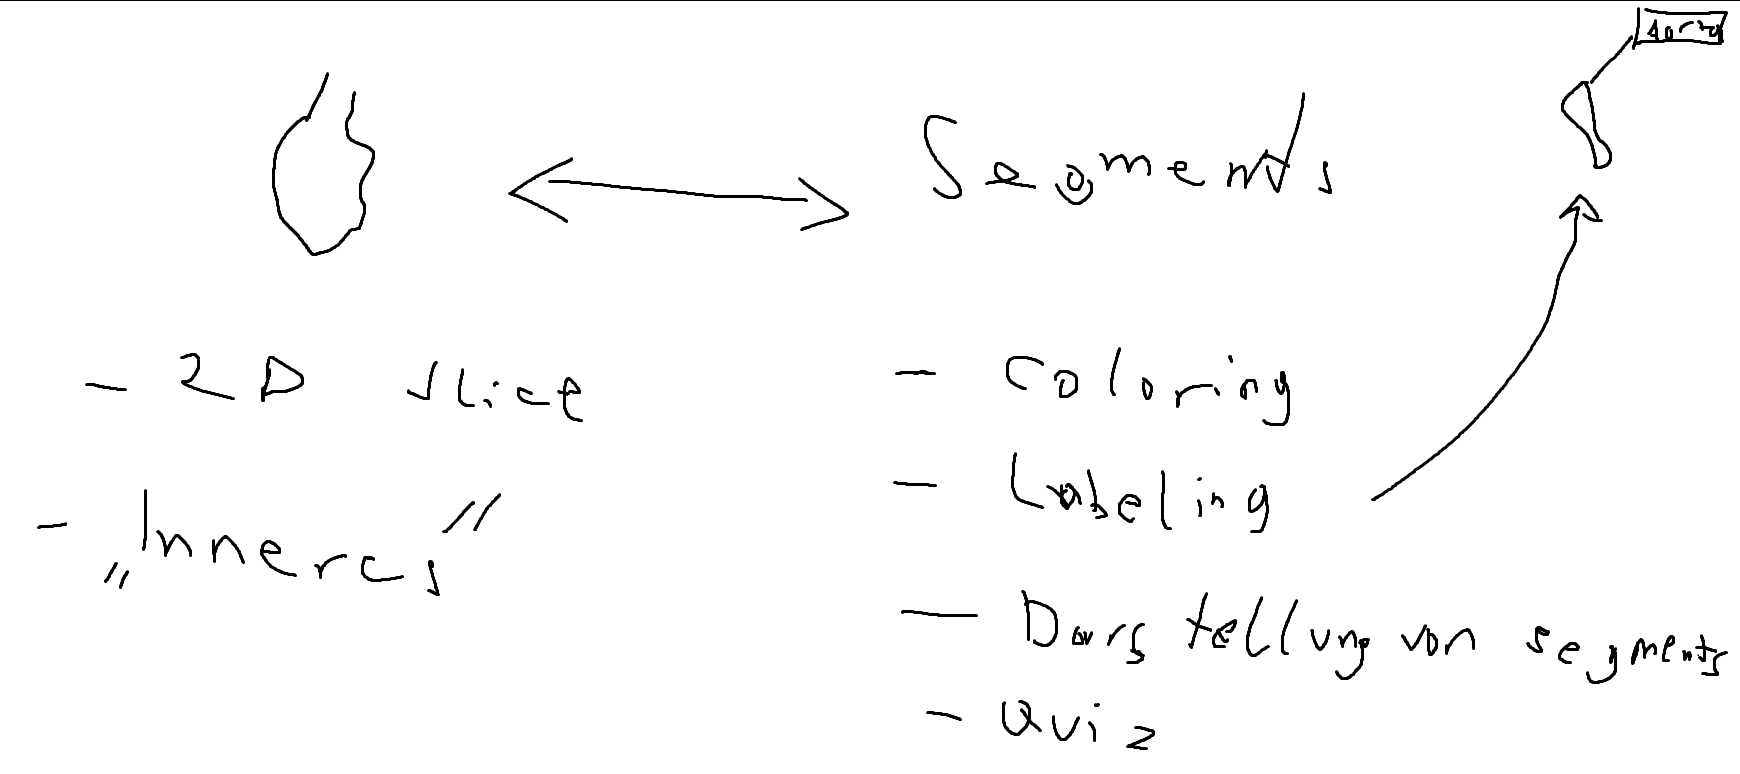 Aorta
Segments
- 2D slice
- „Inneres"
- Coloring
- Labeling
- Darstellung von segments
- Quiz